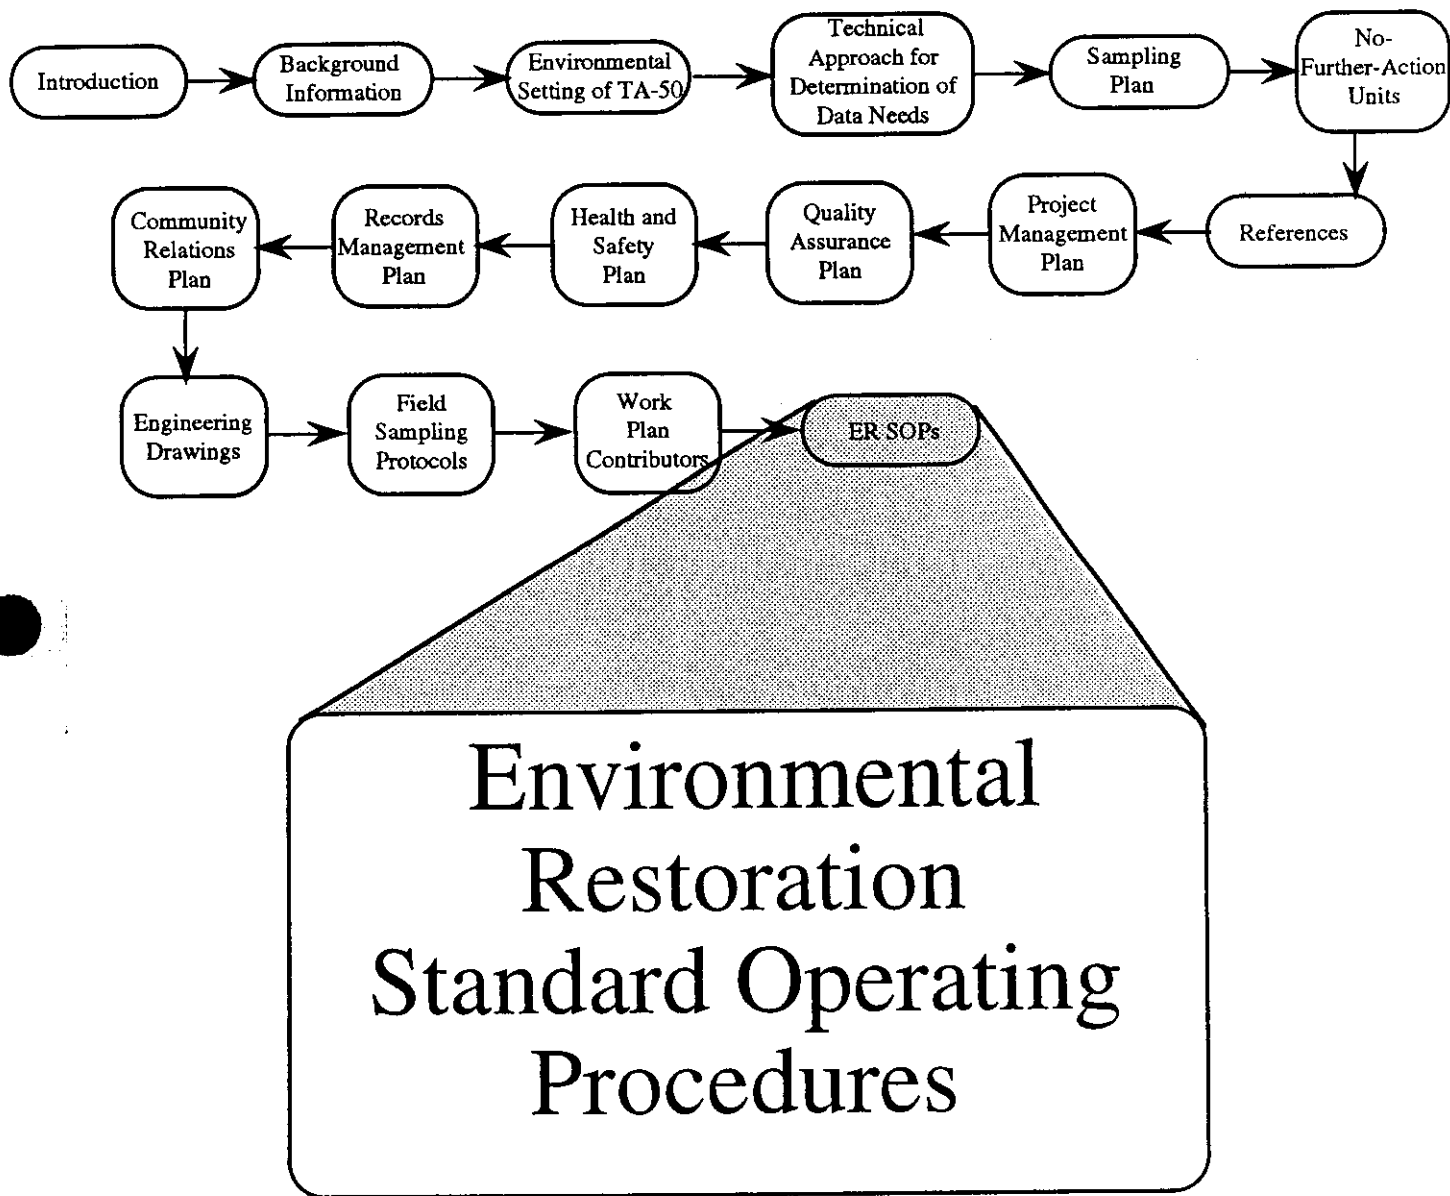 Introduction
Background
Information
Environmental
Setting of TA-50
Technical
Approach for
Determination of
Data Needs
Sampling
Plan
No-
Further-Action
Units
References
Project
Management
Plan
Quality
Assurance
Plan
Health and
Safety
Plan
Records
Management
Plan
Community
Relations
Plan
Engineering
Drawings
Field
Sampling
Protocols
Work
Plan
Contributors
ER SOPs
Environmental
Restoration
Standard Operating
Procedures